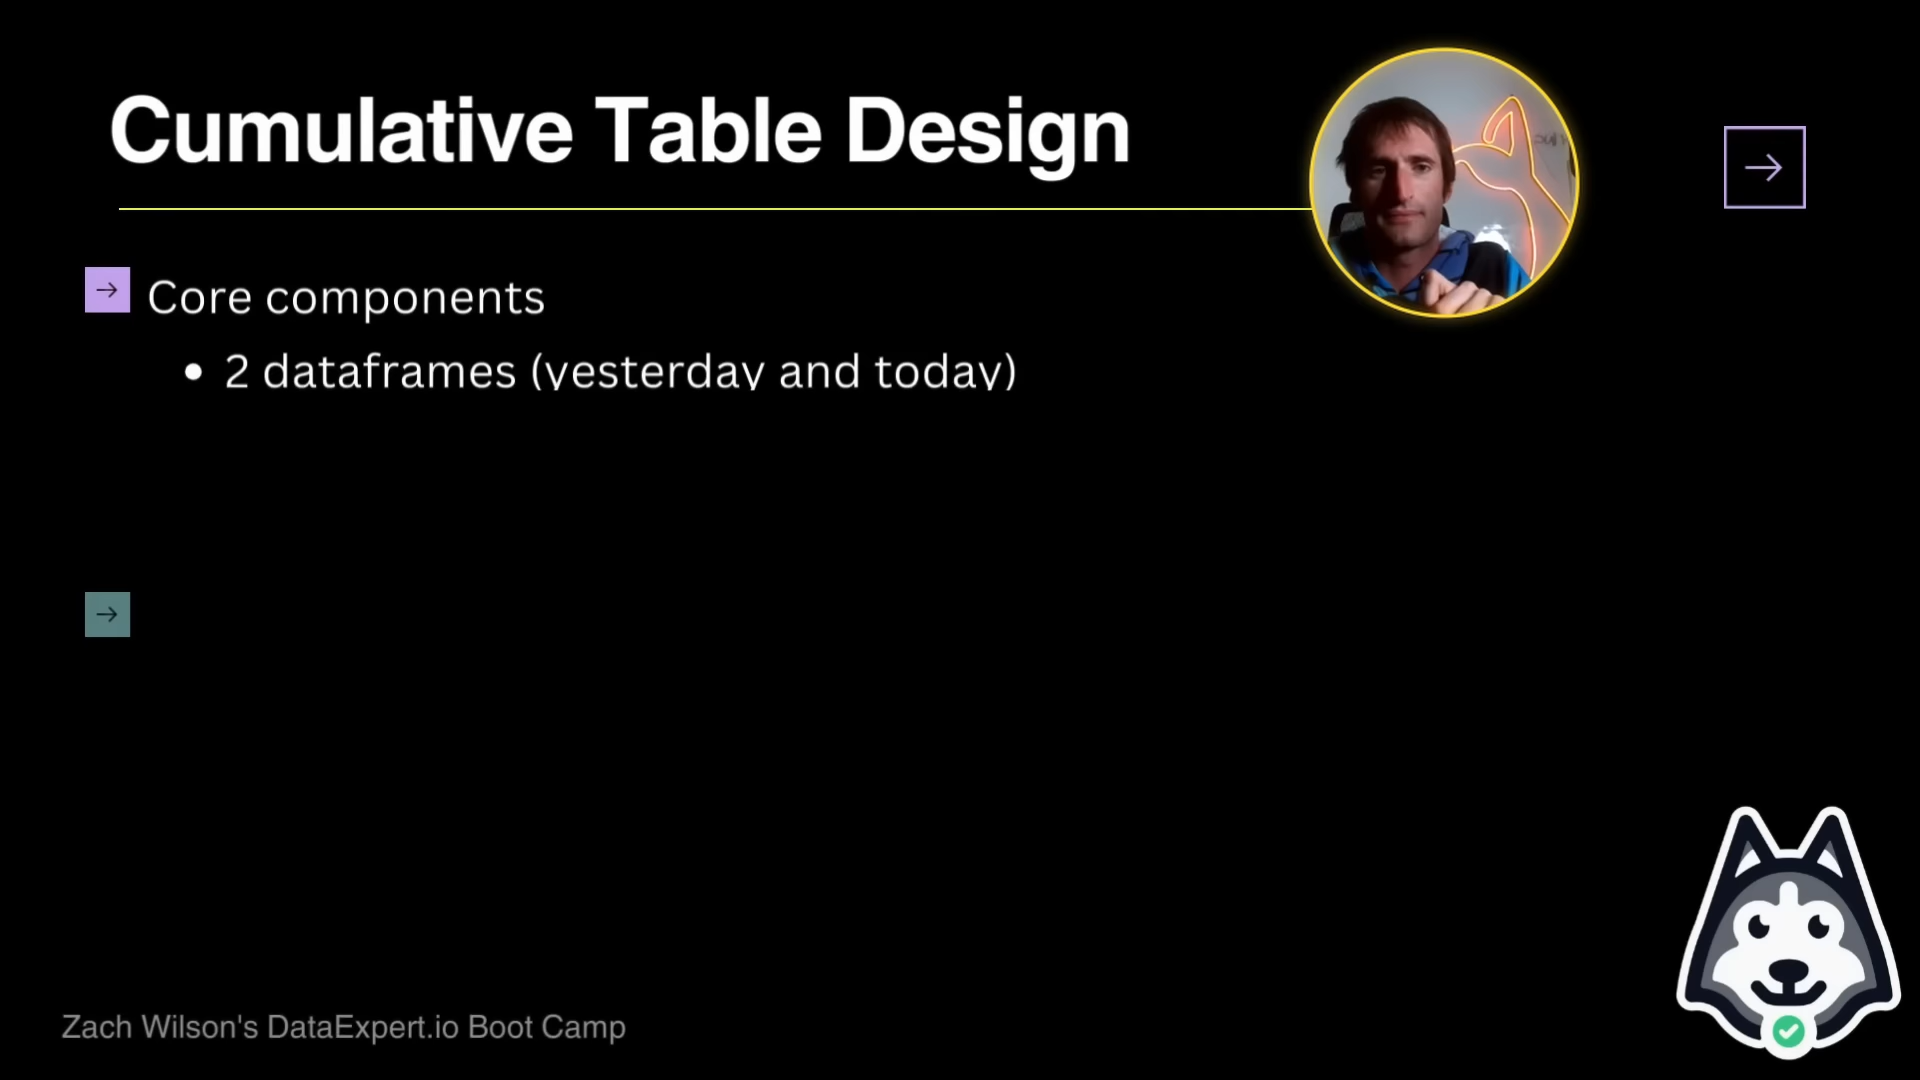 Cumulative Table Design
Core components
2 dataframes (yesterday and today)
Zach Wilson's DataExpert.io Boot Camp